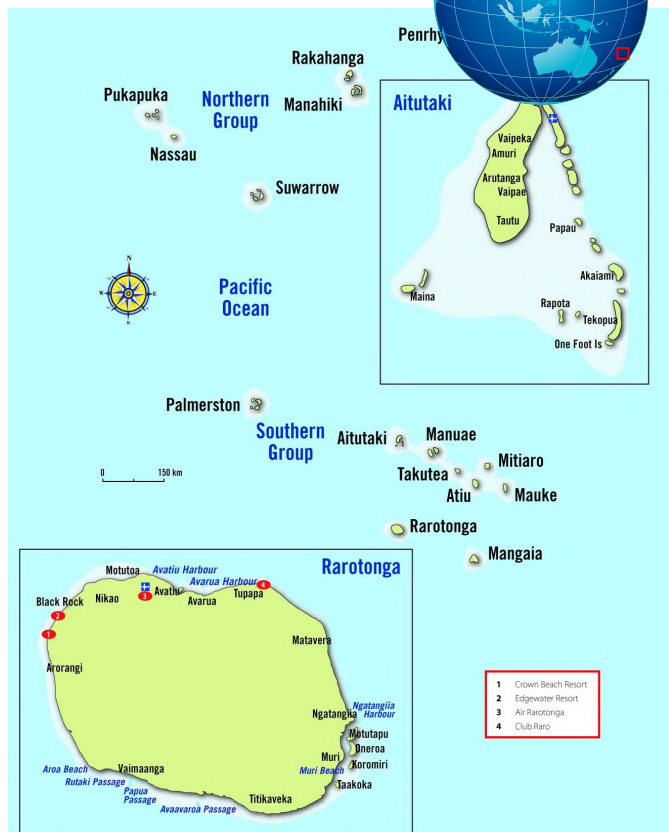 Penrhy
Rakahanga
Pukapuka
Northern
Group
Manahiki
Nassau
Suwarrow
Aitutaki
Vaipeka
Amuri
Arutanga
Vaipae
Tautu
Papau
Akaiami
Maina
Rapota
Tekopua
One Foot Is
N
W
E
S
Pacific
Ocean
Palmerston
Southern
Group
Aitutaki
Manuae
Takutea
Mitiaro
Atiu
Mauke
0 150 km
Rarotonga
Mangaia
Rarotonga
Motutoa
Avatiu Harbour
Avarua Harbour
4
Black Rock
Nikao
3
Avatiu
Avarua
Tupapa
2
1
Matavera
Arorangi
Ngatangiia
Harbour
Ngatangiia
Motutapu
Oneroa
Muri
Koromiri
Muri Beach
Taakoka
Aroa Beach
Vaimaanga
Rutaki Passage
Papua
Passage
Avaavaroa Passage
Titikaveka
1 Crown Beach Resort
2 Edgewater Resort
3 Air Rarotonga
4 Club Raro